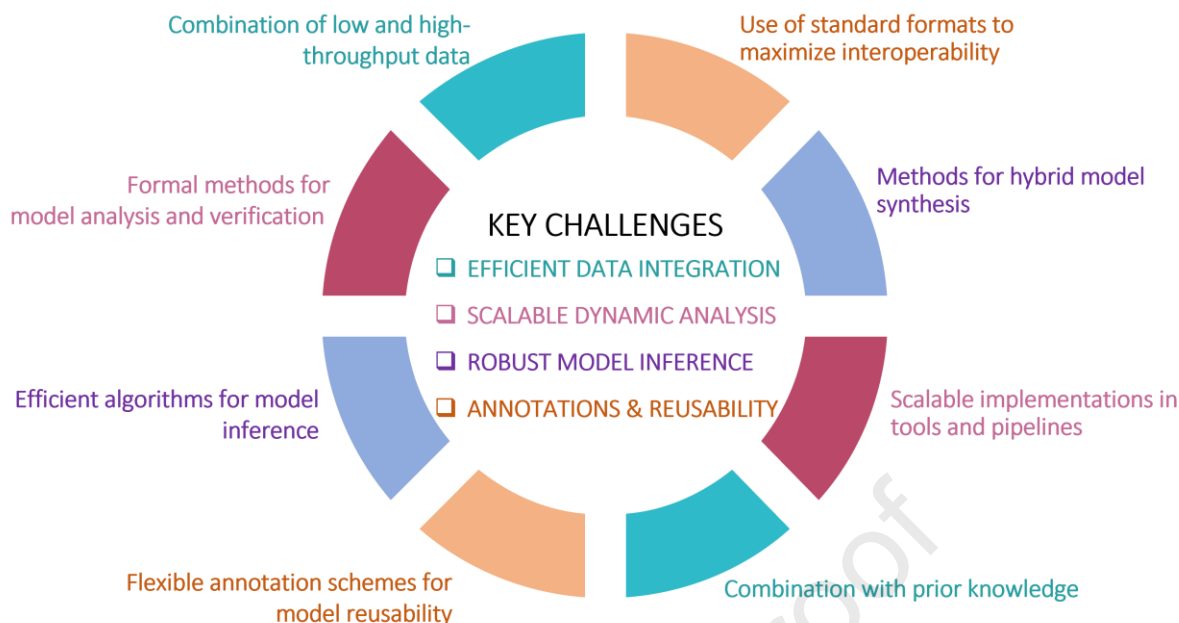 Combination of low and high-
throughput data
Use of standard formats to
maximize interoperability
Formal methods for
model analysis and verification
Methods for hybrid model
synthesis
KEY CHALLENGES
❑ EFFICIENT DATA INTEGRATION
❑ SCALABLE DYNAMIC ANALYSIS
❑ ROBUST MODEL INFERENCE
❑ ANNOTATIONS & REUSABILITY
Efficient algorithms for model
inference
Scalable implementations in
tools and pipelines
Flexible annotation schemes for
model reusability
Combination with prior knowledge